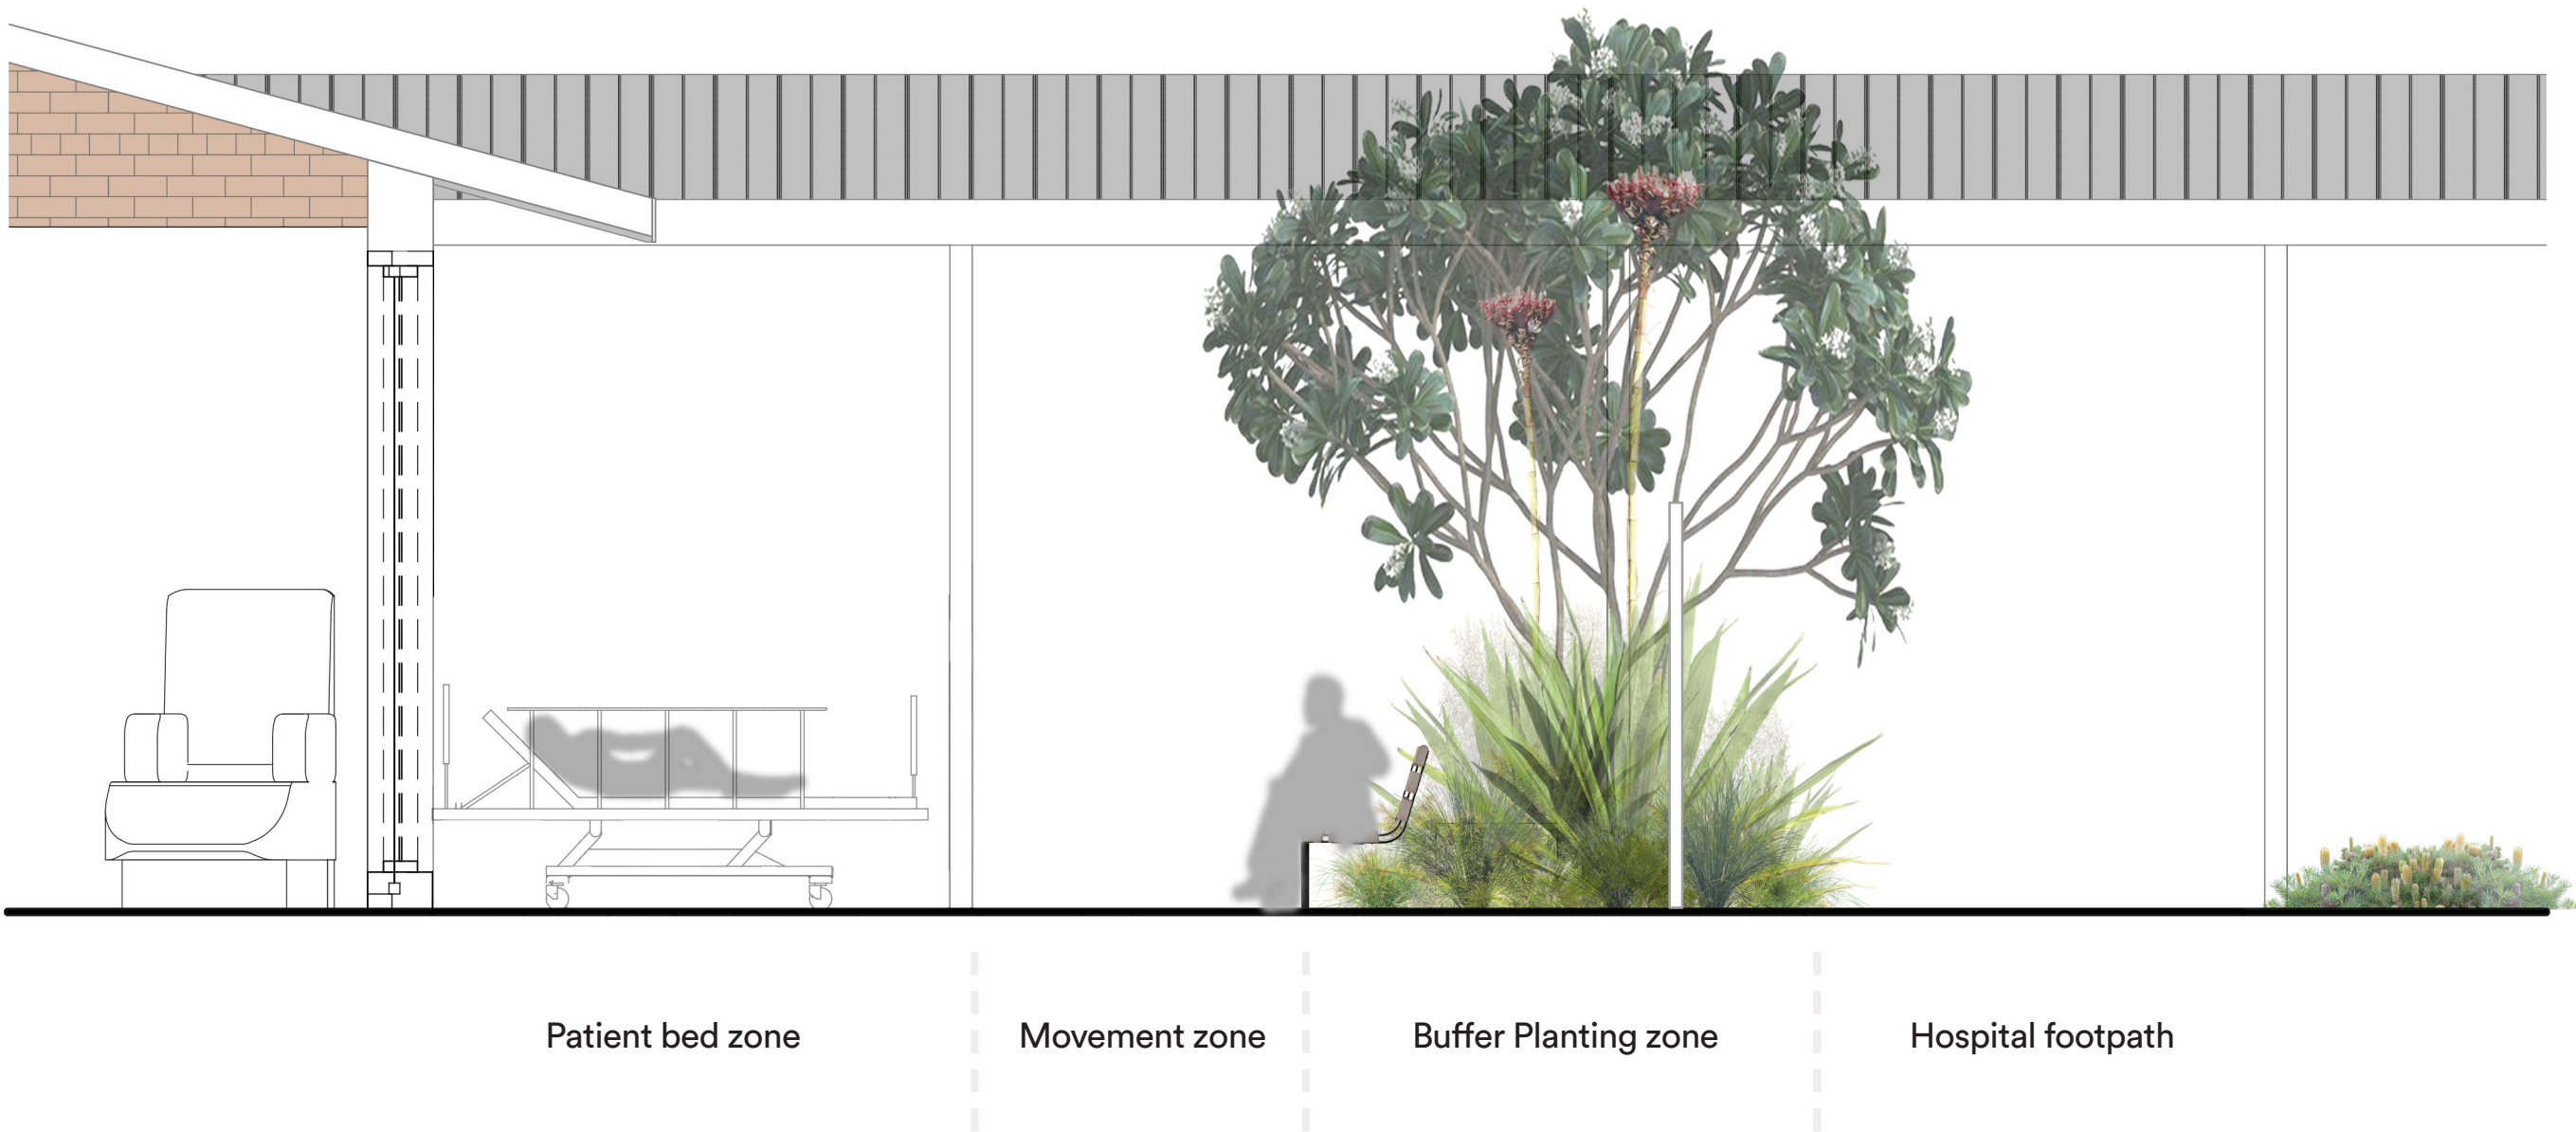 Patient bed zone
Movement zone
Buffer Planting zone
Hospital footpath